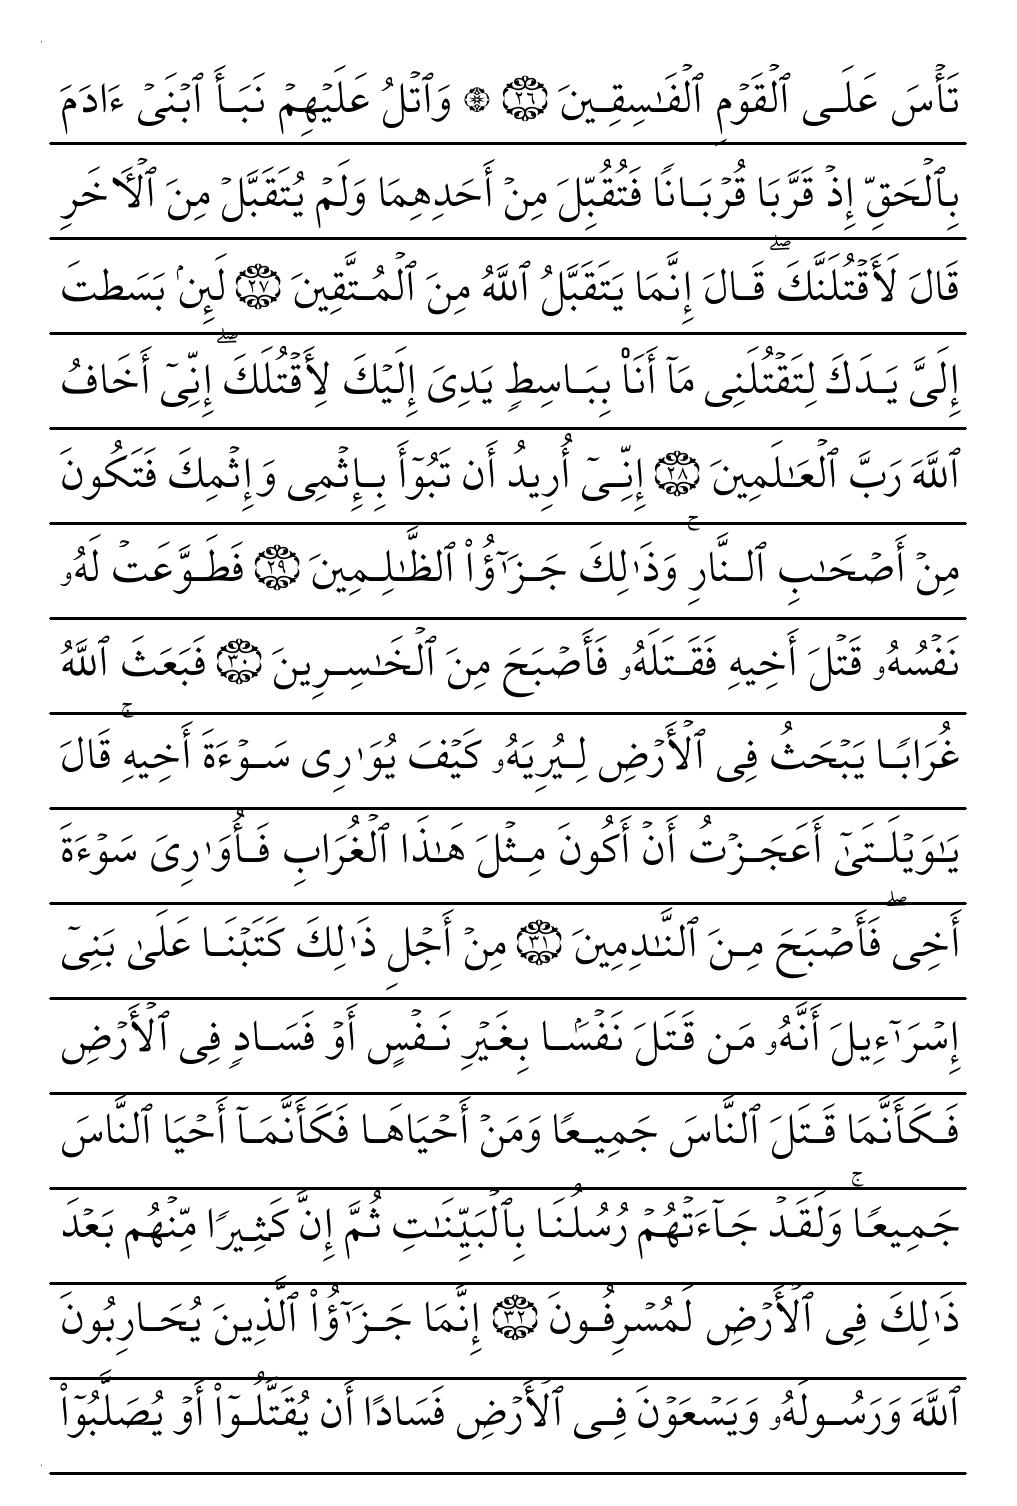 تَأْسَ عَلَى ٱلْقَوْمِ ٱلْفَٰسِقِينَ ٢٦ ۞ وَٱتْلُ عَلَيْهِمْ نَبَأَ ٱبْنَىْ ءَادَمَ
بِٱلْحَقِّ إِذْ قَرَّبَا قُرْبَانًا فَتُقُبِّلَ مِنْ أَحَدِهِمَا وَلَمْ يُتَقَبَّلْ مِنَ ٱلْـَٔاخَرِ
قَالَ لَأَقْتُلَنَّكَ ۖ قَالَ إِنَّمَا يَتَقَبَّلُ ٱللَّهُ مِنَ ٱلْمُتَّقِينَ ٢٧ لَئِنۢ بَسَطتَ
إِلَىَّ يَدَكَ لِتَقْتُلَنِى مَآ أَنَا۠ بِبَاسِطٍ يَدِىَ إِلَيْكَ لِأَقْتُلَكَ ۖ إِنِّىٓ أَخَافُ
ٱللَّهَ رَبَّ ٱلْعَٰلَمِينَ ٢٨ إِنِّىٓ أُرِيدُ أَن تَبُوٓأَ بِإِثْمِى وَإِثْمِكَ فَتَكُونَ
مِنْ أَصْحَٰبِ ٱلنَّارِ ۚ وَذَٰلِكَ جَزَٰٓؤُا۟ ٱلظَّٰلِمِينَ ٢٩ فَطَوَّعَتْ لَهُۥ
نَفْسُهُۥ قَتْلَ أَخِيهِ فَقَتَلَهُۥ فَأَصْبَحَ مِنَ ٱلْخَٰسِرِينَ ٣٠ فَبَعَثَ ٱللَّهُ
غُرَابًا يَبْحَثُ فِى ٱلْأَرْضِ لِيُرِيَهُۥ كَيْفَ يُوَٰرِى سَوْءَةَ أَخِيهِ ۚ قَالَ
يَٰوَيْلَتَىٰٓ أَعَجَزْتُ أَنْ أَكُونَ مِثْلَ هَٰذَا ٱلْغُرَابِ فَأُوَٰرِىَ سَوْءَةَ
أَخِى ۖ فَأَصْبَحَ مِنَ ٱلنَّٰدِمِينَ ٣١ مِنْ أَجْلِ ذَٰلِكَ كَتَبْنَا عَلَىٰ بَنِىٓ
إِسْرَٰٓءِيلَ أَنَّهُۥ مَن قَتَلَ نَفْسًۢا بِغَيْرِ نَفْسٍ أَوْ فَسَادٍ فِى ٱلْأَرْضِ
فَكَأَنَّمَا قَتَلَ ٱلنَّاسَ جَمِيعًا وَمَنْ أَحْيَاهَا فَكَأَنَّمَآ أَحْيَا ٱلنَّاسَ
جَمِيعًا ۚ وَلَقَدْ جَآءَتْهُمْ رُسُلُنَا بِٱلْبَيِّنَٰتِ ثُمَّ إِنَّ كَثِيرًا مِّنْهُم بَعْدَ
ذَٰلِكَ فِى ٱلْأَرْضِ لَمُسْرِفُونَ ٣٢ إِنَّمَا جَزَٰٓؤُا۟ ٱلَّذِينَ يُحَارِبُونَ
ٱللَّهَ وَرَسُولَهُۥ وَيَسْعَوْنَ فِى ٱلْأَرْضِ فَسَادًا أَن يُقَتَّلُوٓا۟ أَوْ يُصَلَّبُوٓا۟